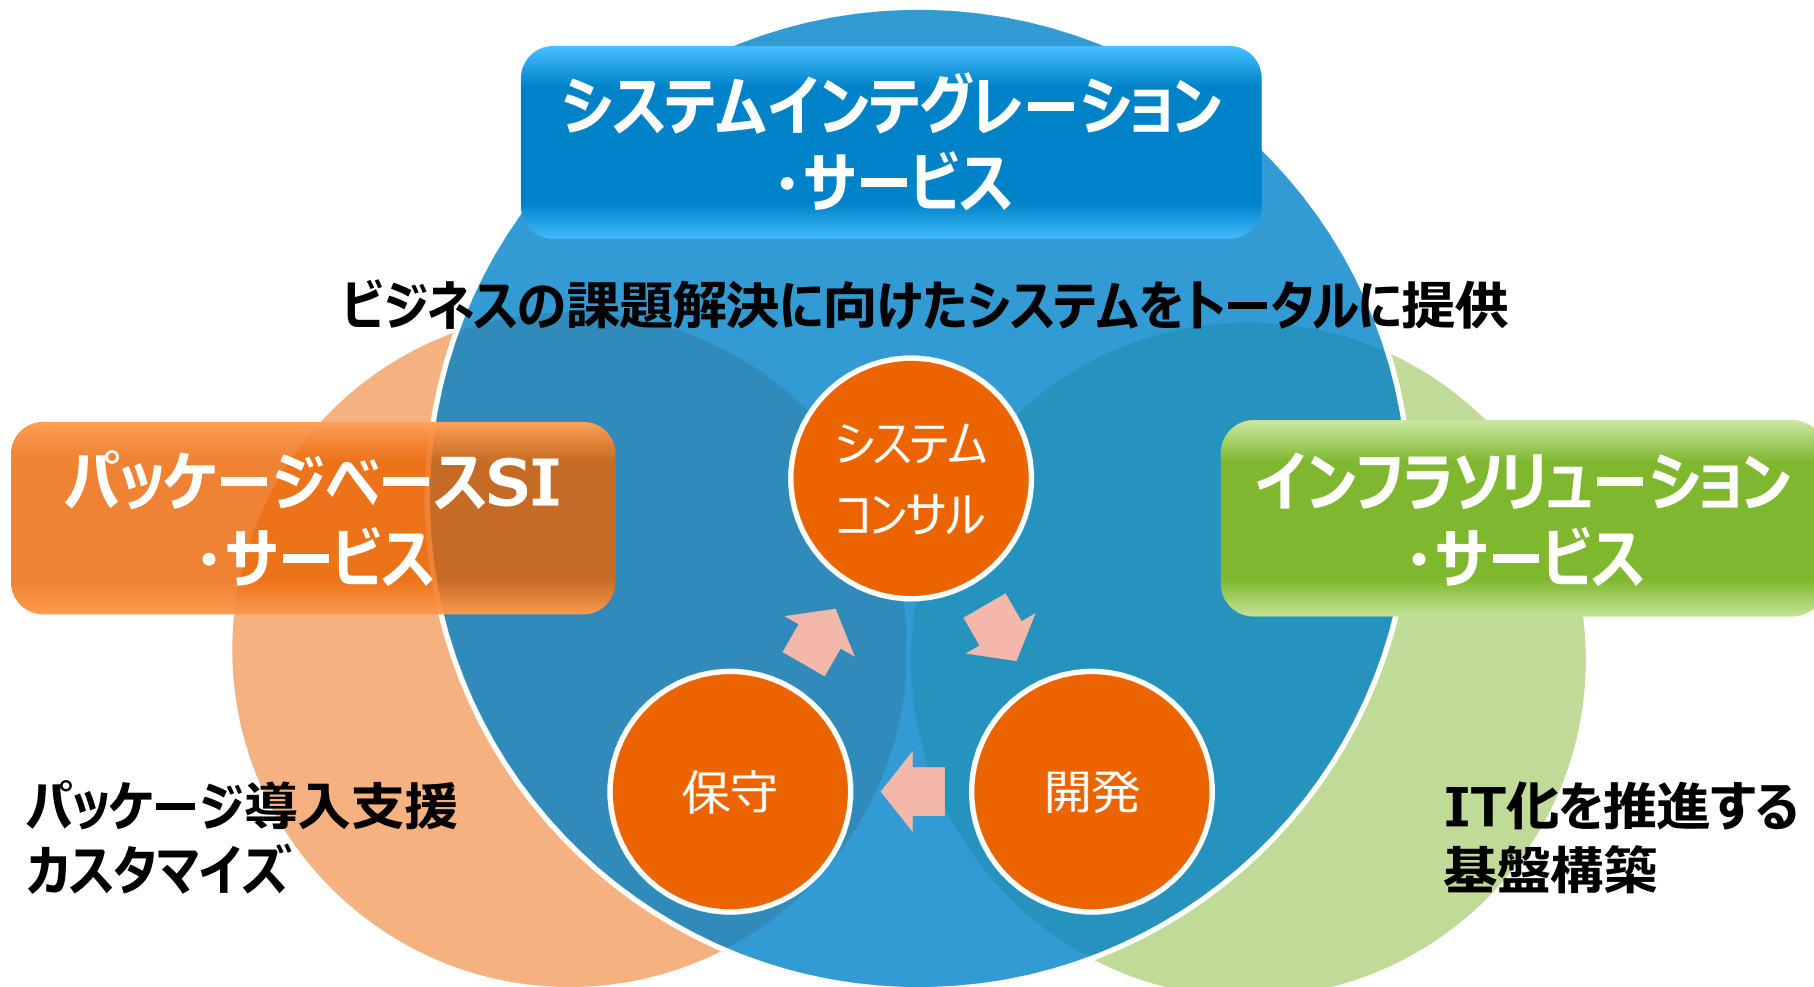 システムインテグレーション
・サービス
ビジネスの課題解決に向けたシステムをトータルに提供
システム
コンサル
パッケージベースSI
・サービス
インフラソリューション
・サービス
保守
開発
パッケージ導入支援
カスタマイズ
IT化を推進する
基盤構築